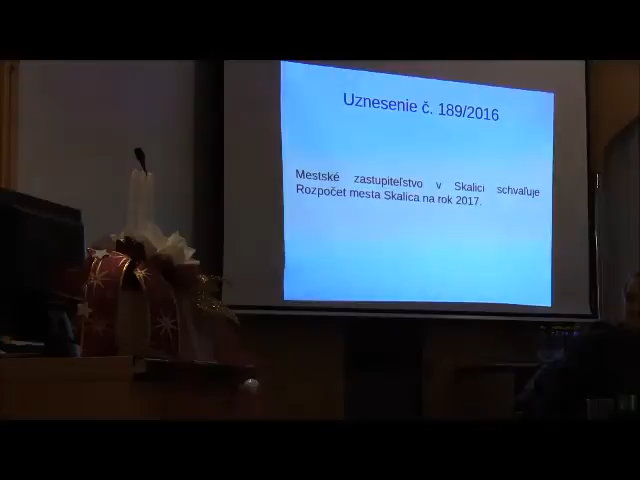 Uznesenie č. 189/2016
Mestské zastupiteľstvo v Skalici schvaľuje
Rozpočet mesta Skalica na rok 2017.